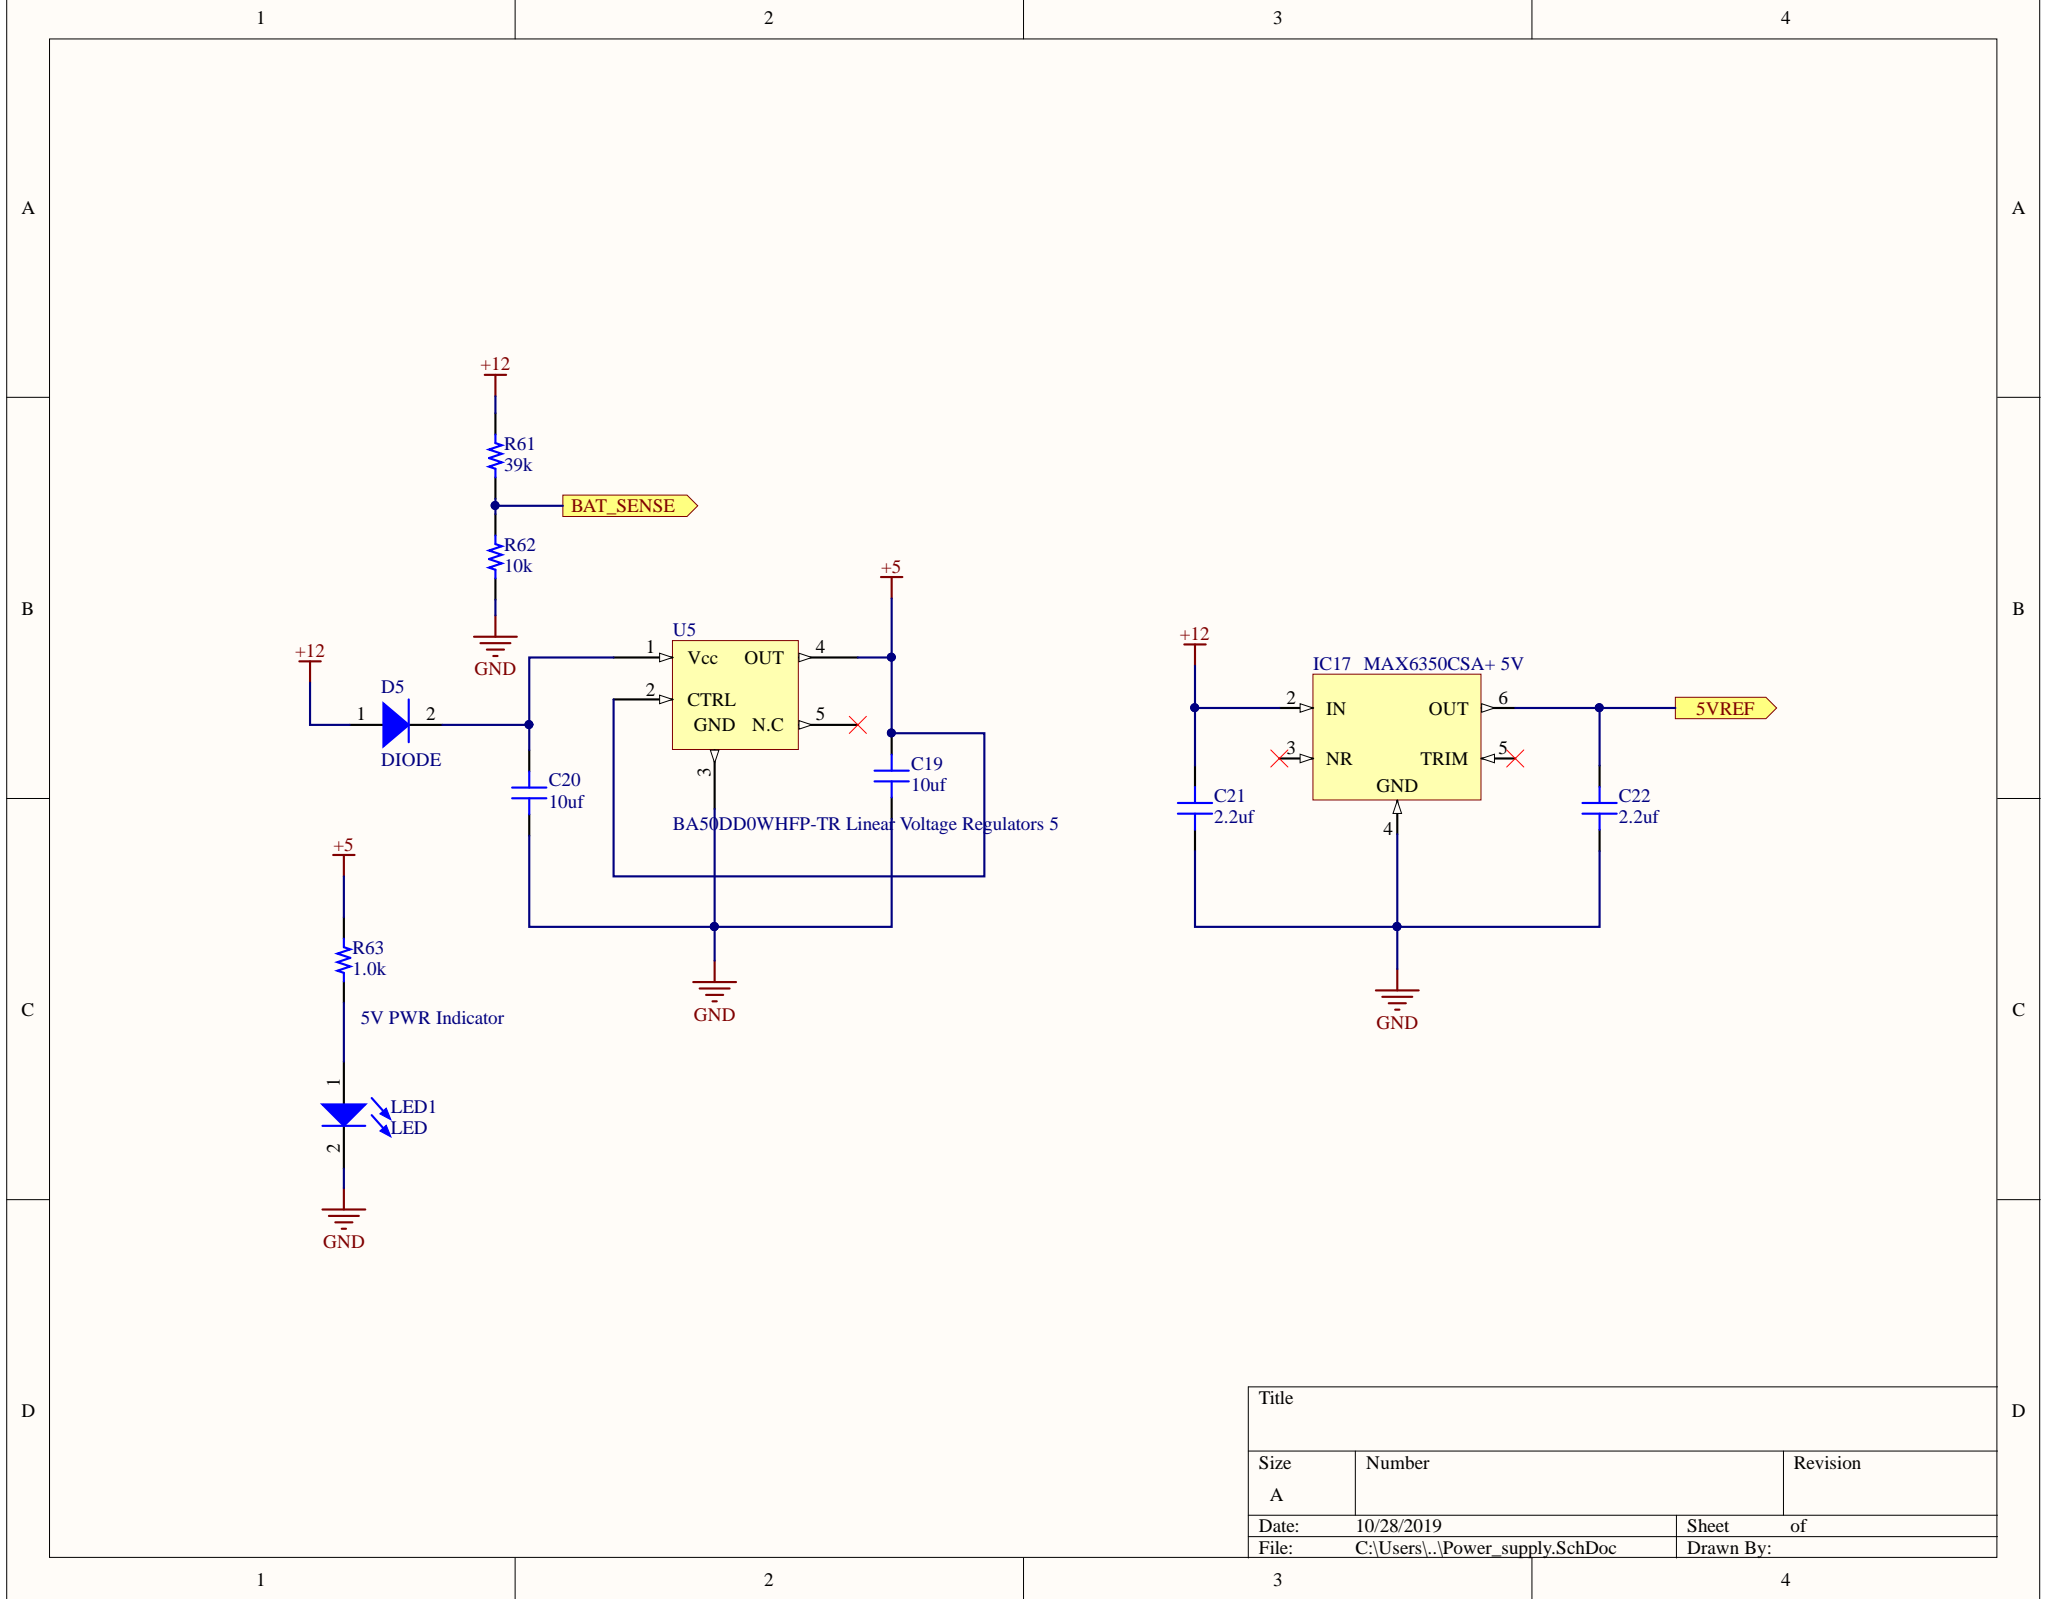 1 2 3 4
A A
+12
R61
39k
BAT_SENSE
R62
10k
GND
B B
+5
+12
D5
1 2
DIODE
U5
1 Vcc OUT 4
2 CTRL
GND N.C 5
3
C20
10uf
C19
10uf
BA50DD0WHFP-TR Linear Voltage Regulators 5
GND
+12
IC17 MAX6350CSA+ 5V
2 IN OUT 6
5VREF
3 NR TRIM 5
GND
4
C21
2.2uf
C22
2.2uf
GND
+5
R63
1.0k
C C
5V PWR Indicator
1
LED1
LED
2
GND
D D
Title
Size Number Revision
A
Date: 10/28/2019 Sheet of
File: C:\Users\..\Power_supply.SchDoc Drawn By:
1 2 3 4